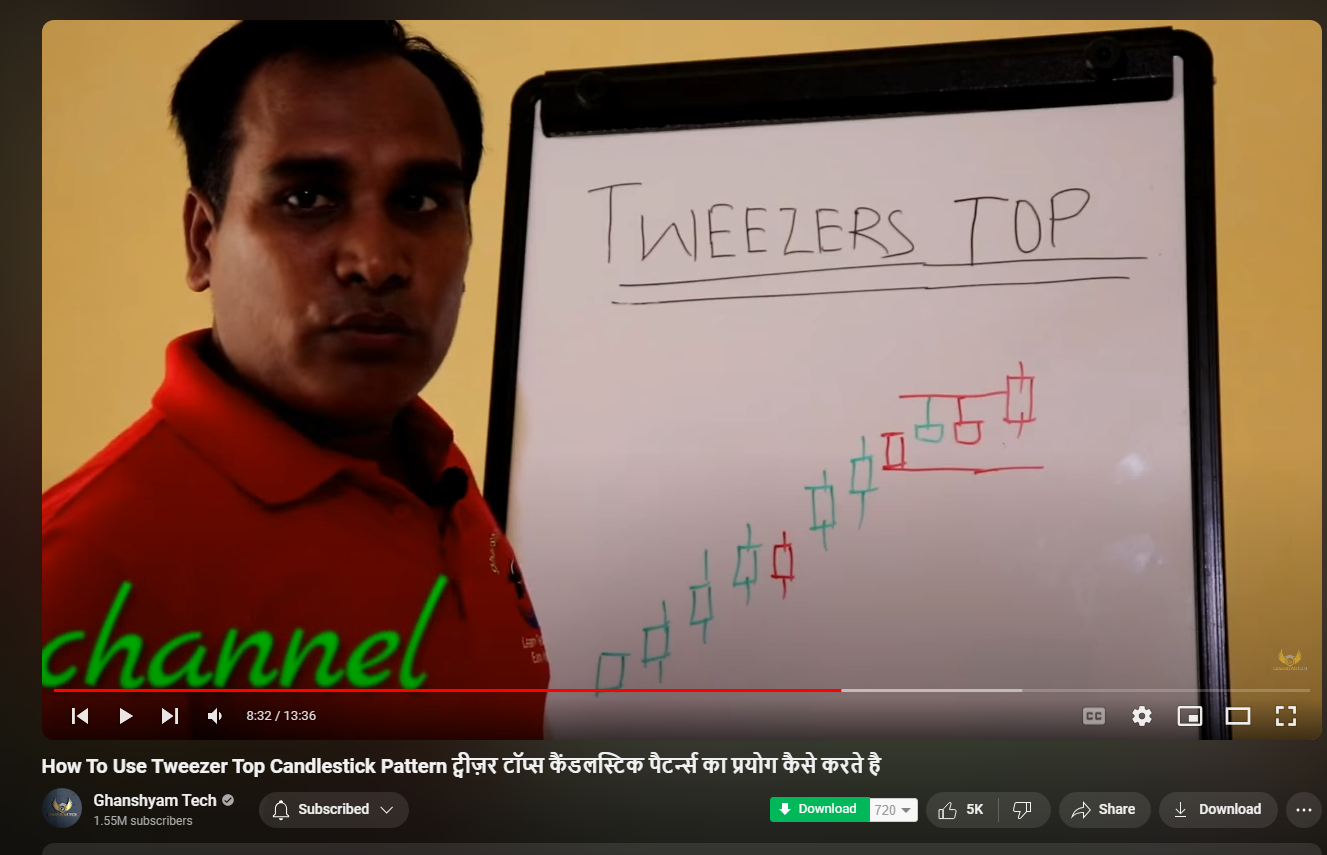 TWEEZERS TOP
channel
8:32 / 13:36
CC
How To Use Tweezer Top Candlestick Pattern ट्वीज़र टॉप्स कैंडलस्टिक पैटर्न्स का प्रयोग कैसे करते है
Ghanshyam Tech
1.55M subscribers
Subscribed
Download
720
5K
Share
Download